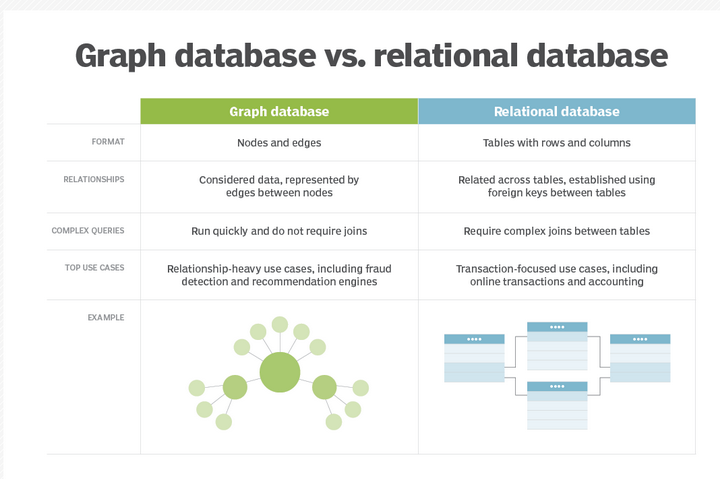 Graph database vs. relational database
Graph database
Relational database
FORMAT
Nodes and edges
Tables with rows and columns
RELATIONSHIPS
Considered data, represented by
edges between nodes
Related across tables, established using
foreign keys between tables
COMPLEX QUERIES
Run quickly and do not require joins
Require complex joins between tables
TOP USE CASES
Relationship-heavy use cases, including fraud
detection and recommendation engines
Transaction-focused use cases, including
online transactions and accounting
EXAMPLE